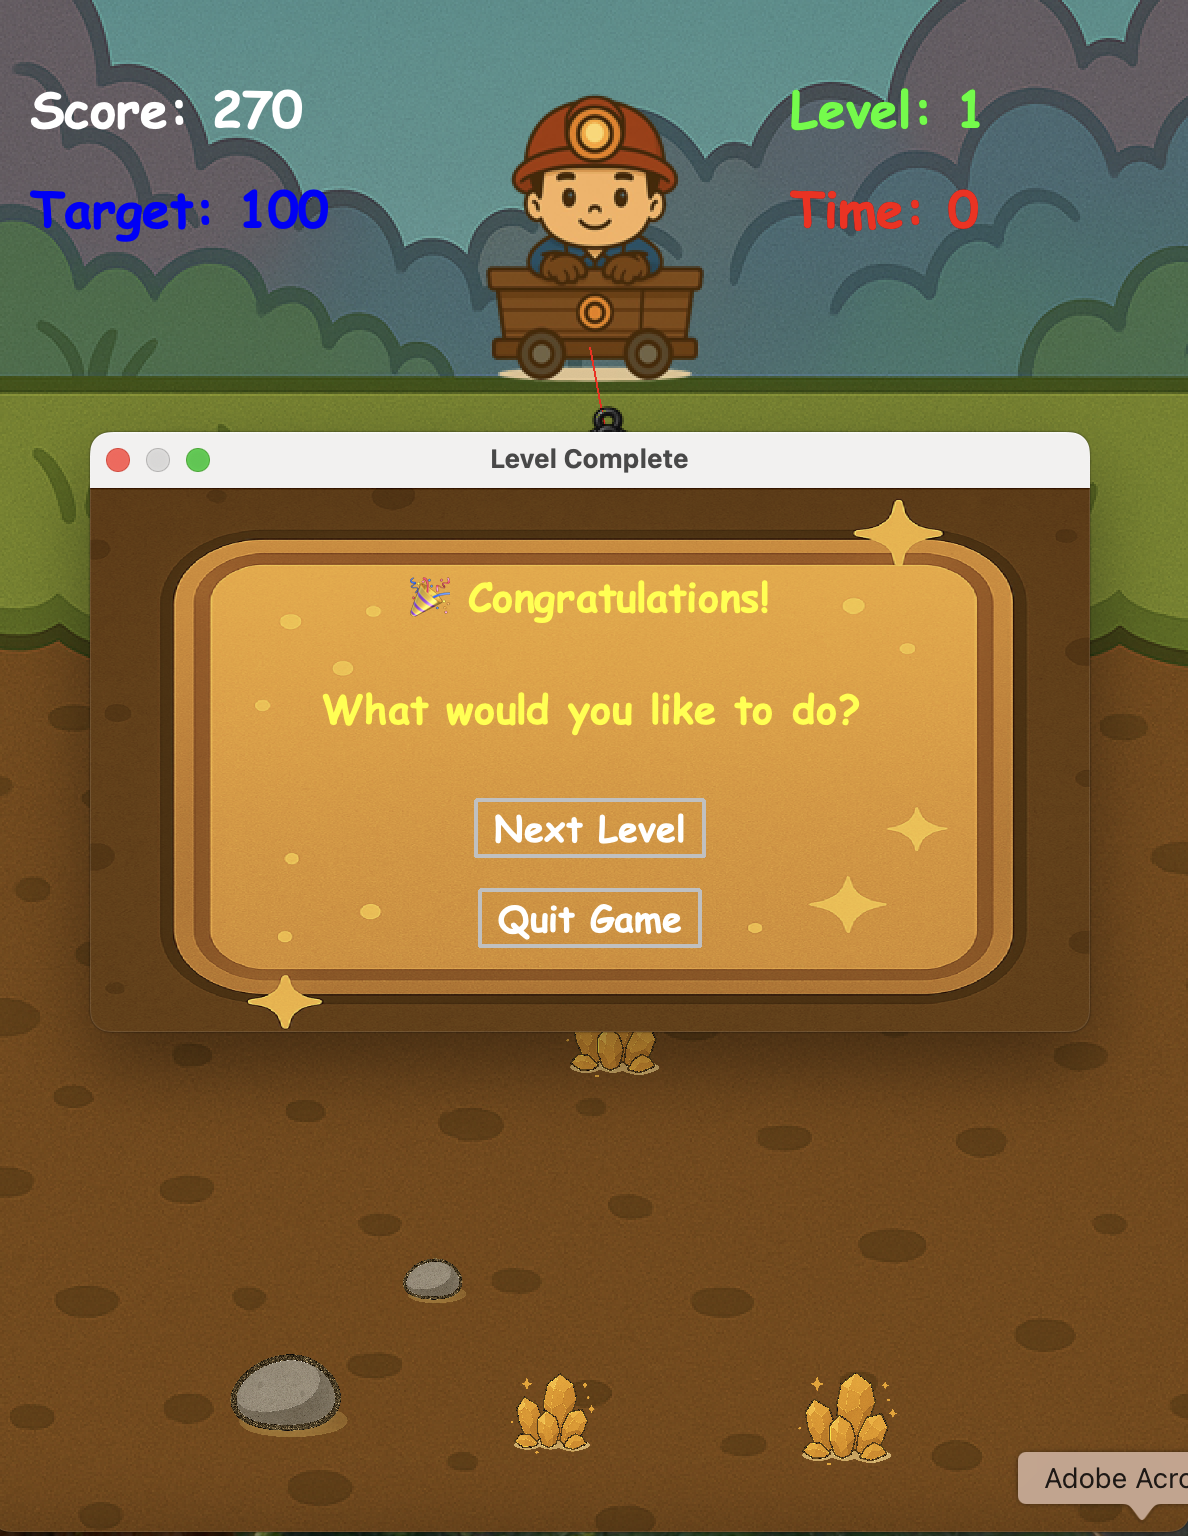 Score: 270
Level: 1
Target: 100
Time: 0
Level Complete
🎉 Congratulations!
What would you like to do?
Next Level
Quit Game
Adobe Acro